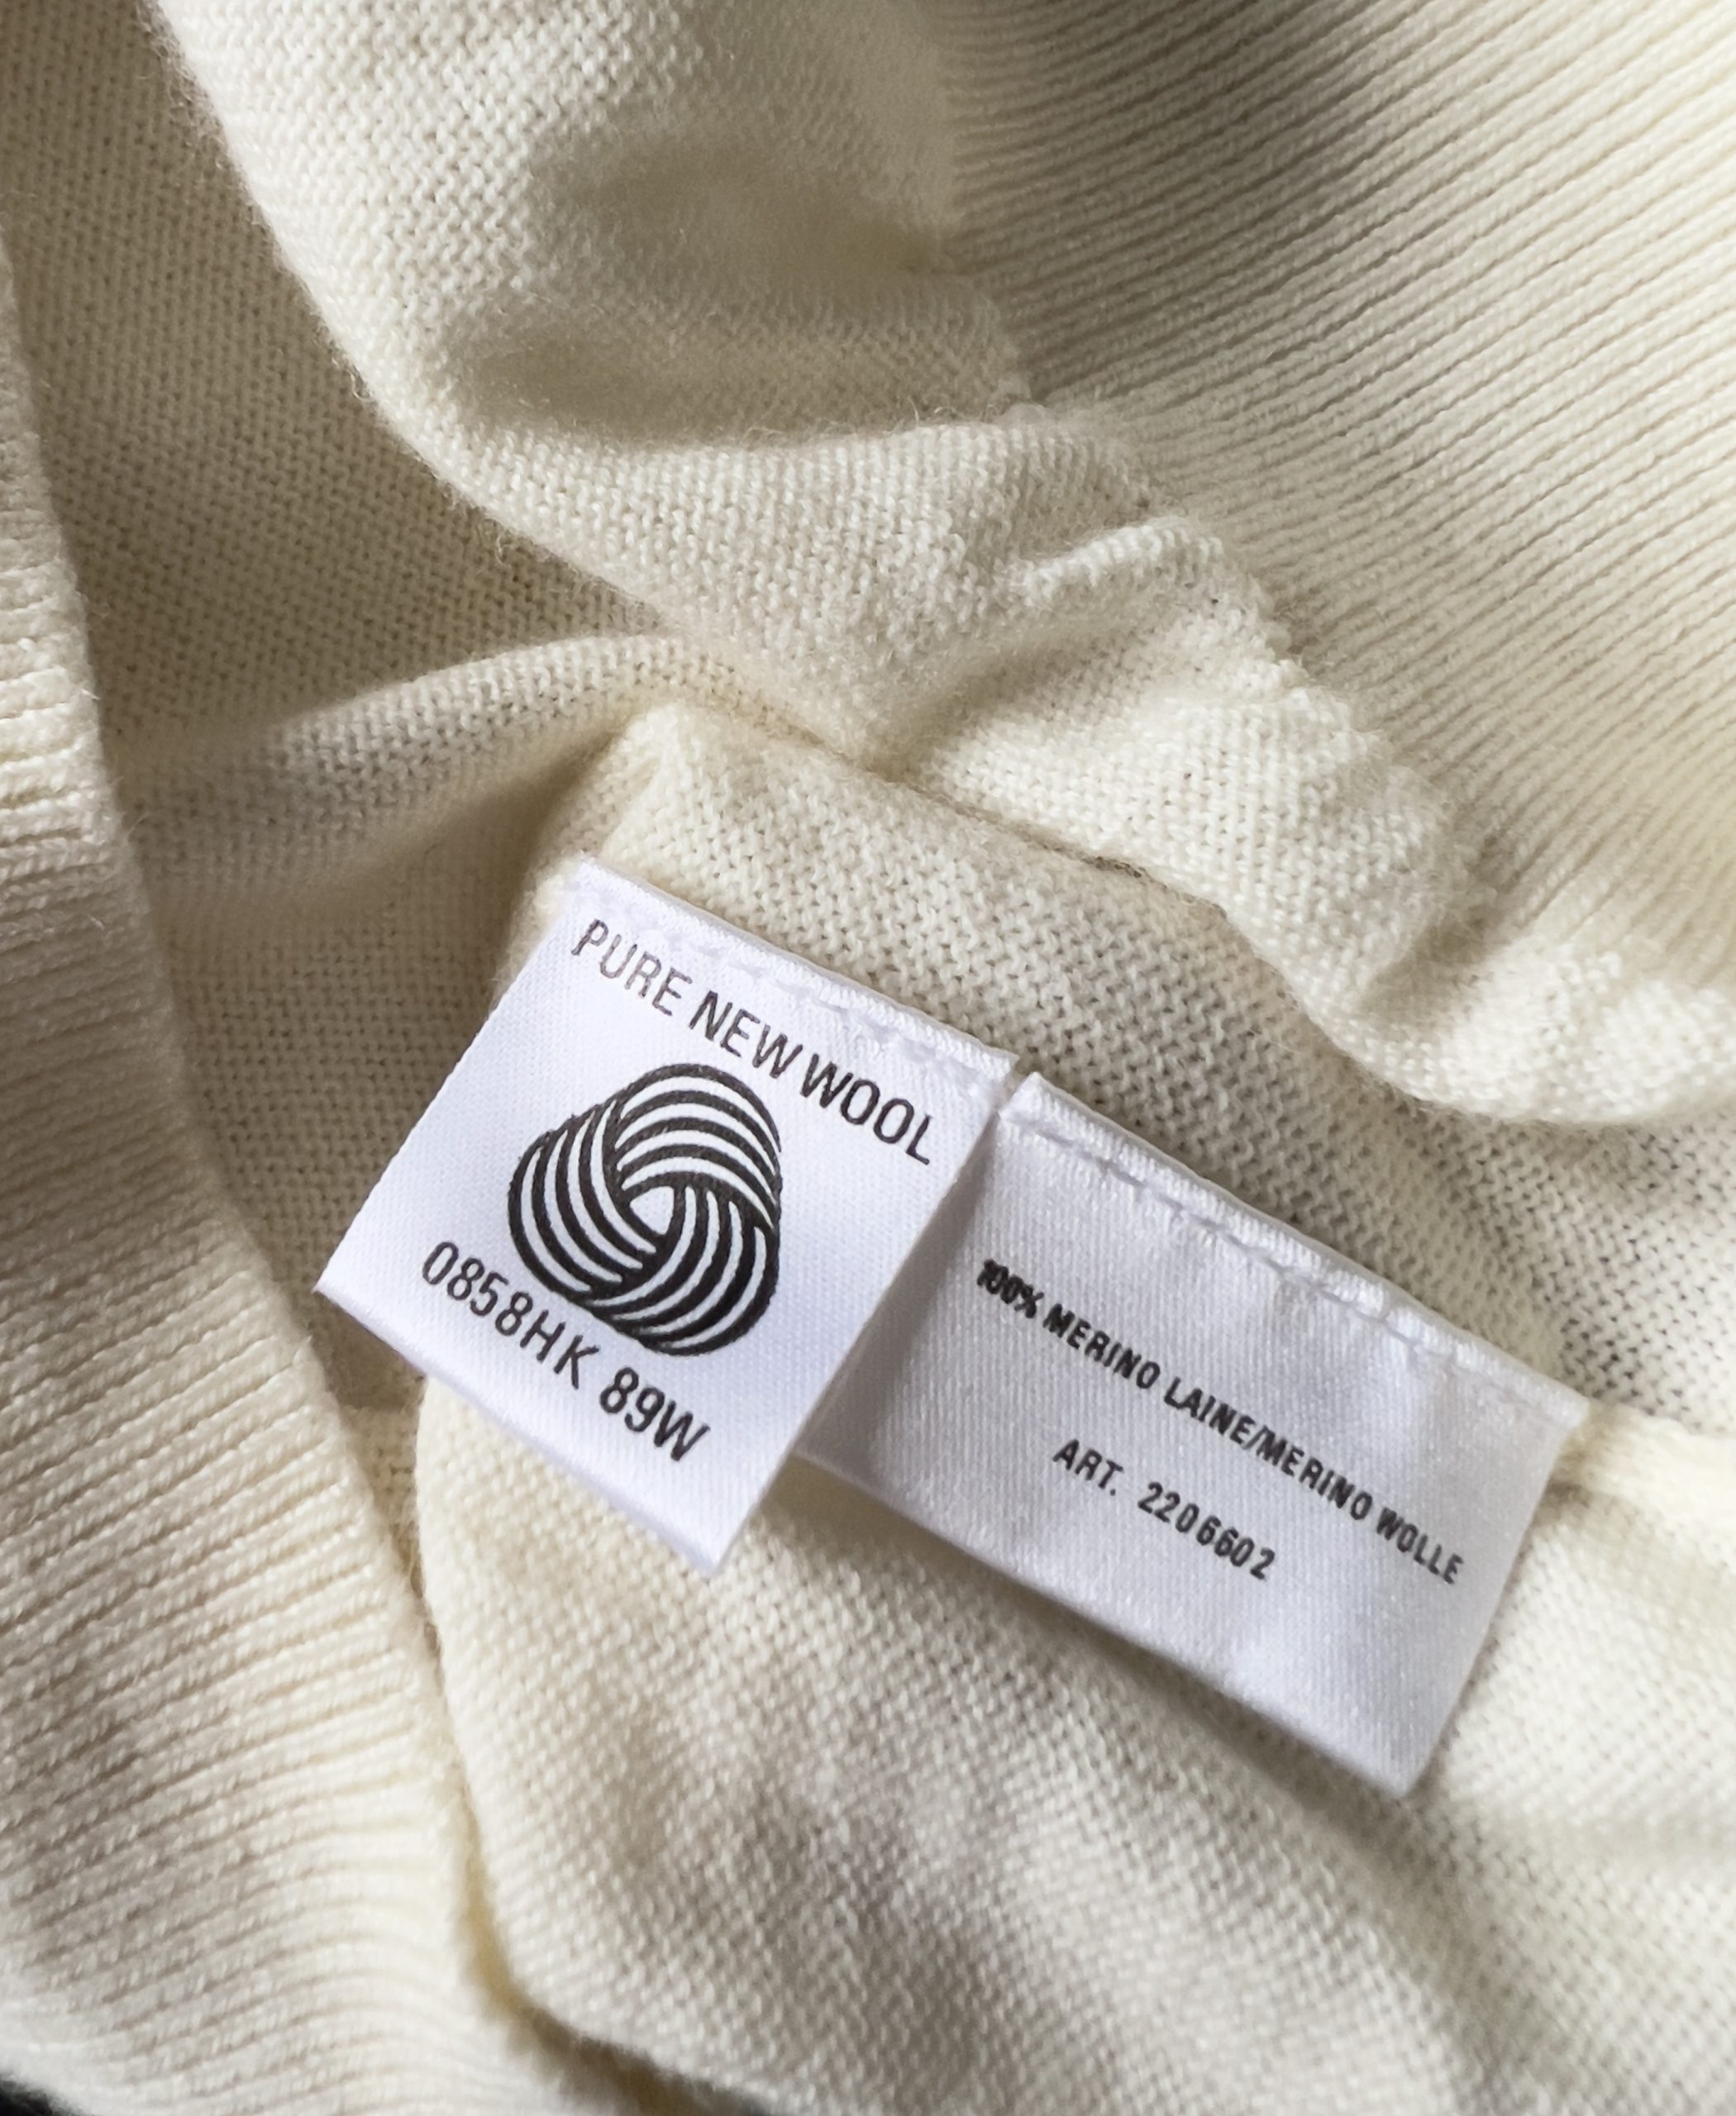 PURE NEW WOOL
0858HK 89W
100% MERINO LAINE/MERINO WOLLE
ART. 2206602